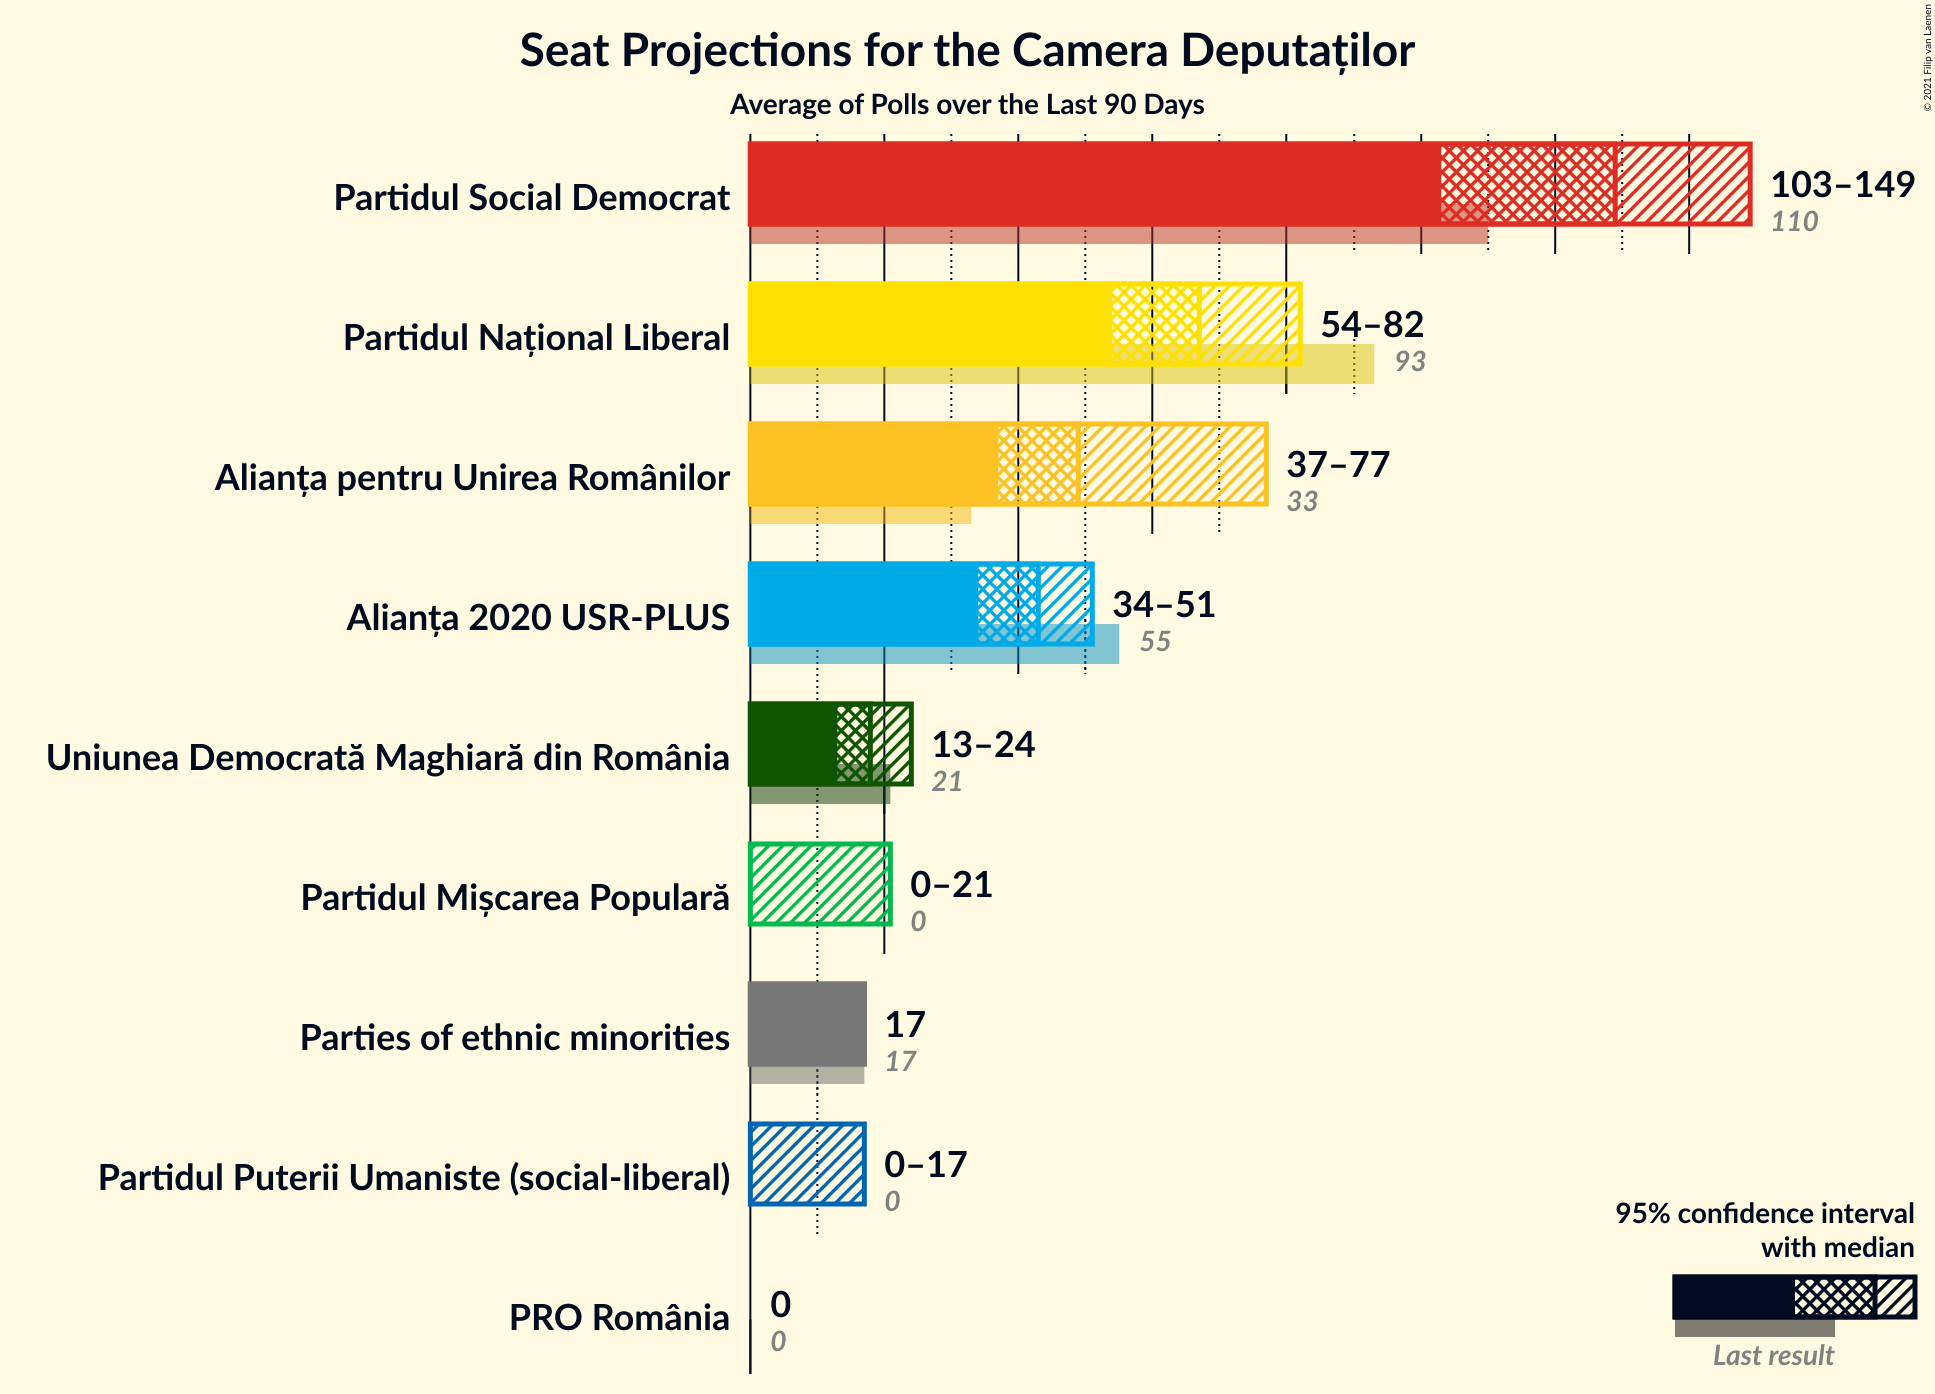 Seat Projections for the Camera Deputaților
Average of Polls over the Last 90 Days
© 2021 Filip van Laenen
Partidul Social Democrat
103–149
110
Partidul Național Liberal
54–82
93
Alianța pentru Unirea Românilor
37–77
33
Alianța 2020 USR-PLUS
34–51
55
Uniunea Democrată Maghiară din România
13–24
21
Partidul Mișcarea Populară
0–21
0
Parties of ethnic minorities
17
17
Partidul Puterii Umaniste (social-liberal)
0–17
0
PRO România
0
0
95% confidence interval
with median
Last result